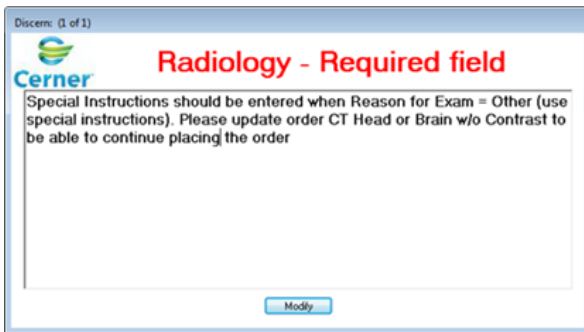 Discern: (1 of 1)
Cerner
Radiology - Required field
Special Instructions should be entered when Reason for Exam = Other (use
special instructions). Please update order CT Head or Brain w/o Contrast to
be able to continue placing the order
Modify